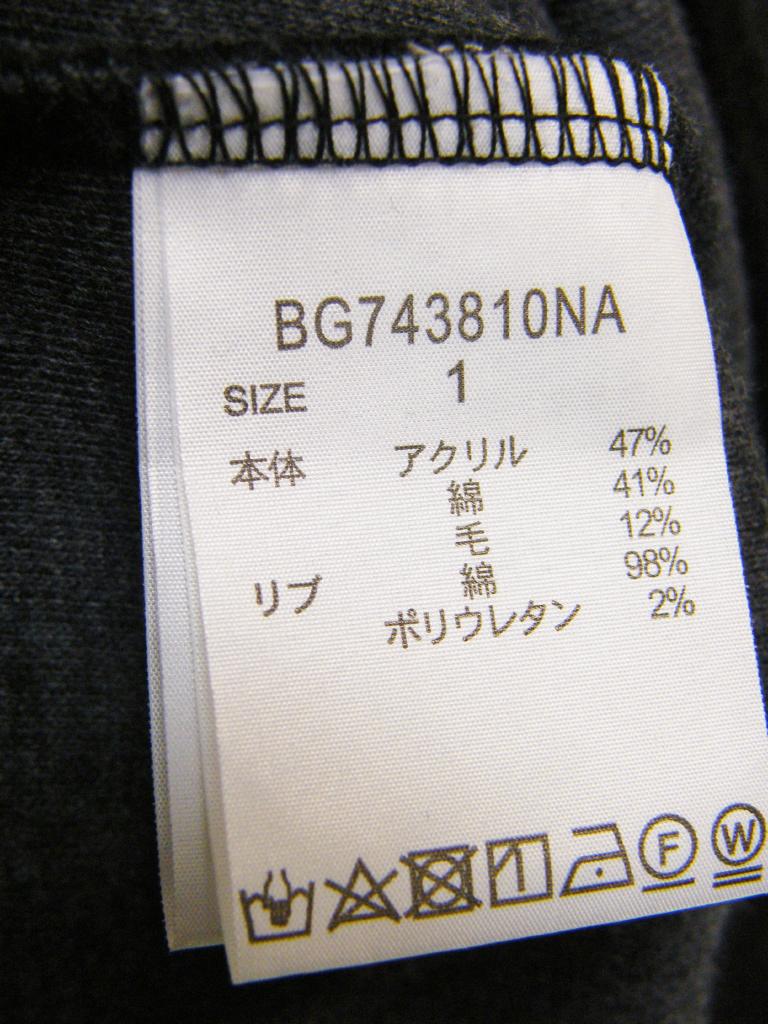 BG743810NA
SIZE 1
本体 アクリル 47%
綿 41%
毛 12%
リブ 綿 98%
ポリウレタン 2%
F W